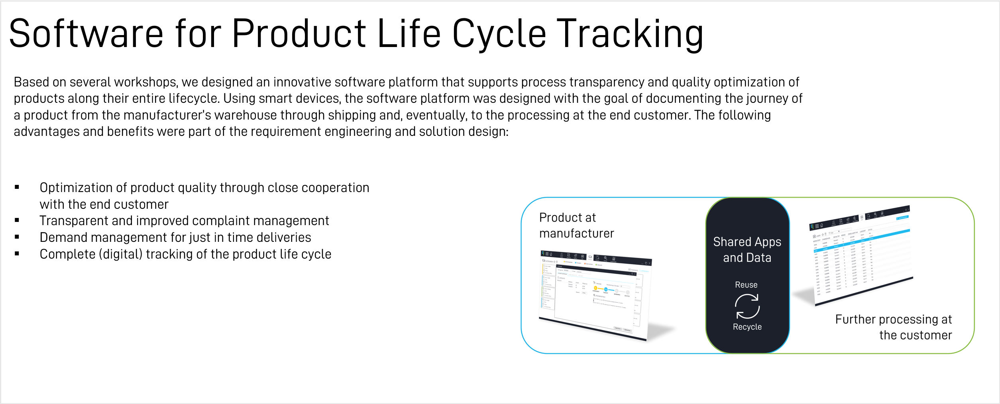 Software for Product Life Cycle Tracking
Based on several workshops, we designed an innovative software platform that supports process transparency and quality optimization of
products along their entire lifecycle. Using smart devices, the software platform was designed with the goal of documenting the journey of
a product from the manufacturer's warehouse through shipping and, eventually, to the processing at the end customer. The following
advantages and benefits were part of the requirement engineering and solution design:
▪ Optimization of product quality through close cooperation
with the end customer
▪ Transparent and improved complaint management
▪ Demand management for just in time deliveries
▪ Complete (digital) tracking of the product life cycle
Product at
manufacturer
Shared Apps
and Data
Reuse
Recycle
LAGER
STATUS
Further processing at
the customer